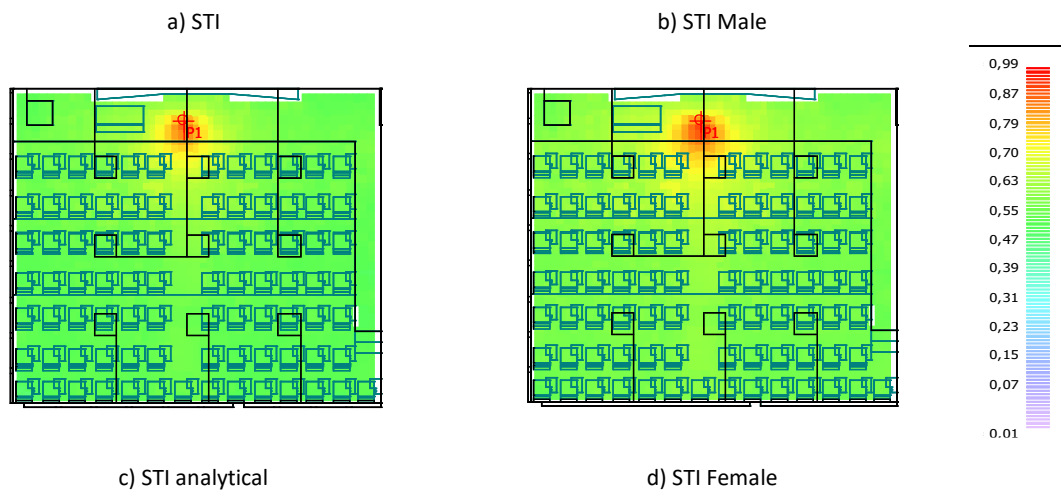 a) STI
b) STI Male
P1
P1
0,99
0,87
0,79
0,70
0,63
0,55
0,47
0,39
0,31
0,23
0,15
0,07
0.01
c) STI analytical
d) STI Female